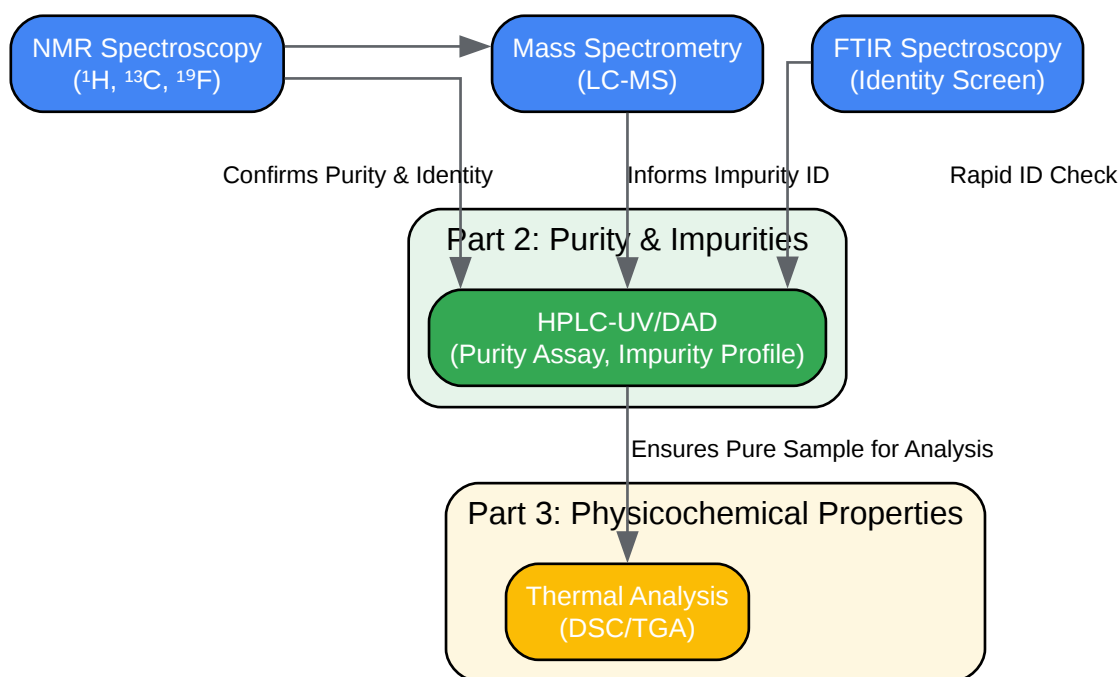 NMR Spectroscopy
(¹H, ¹³C, ¹⁹F)
Mass Spectrometry
(LC-MS)
FTIR Spectroscopy
(Identity Screen)
Confirms Purity & Identity
Informs Impurity ID
Rapid ID Check
Part 2: Purity & Impurities
HPLC-UV/DAD
(Purity Assay, Impurity Profile)
Ensures Pure Sample for Analysis
Part 3: Physicochemical Properties
Thermal Analysis
(DSC/TGA)